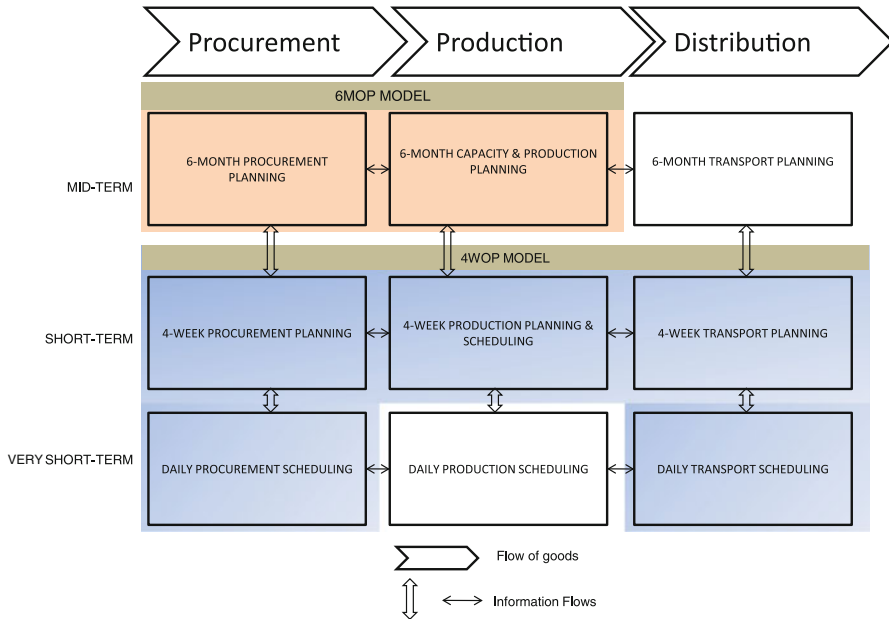 Procurement
Production
Distribution
6MOP MODEL
MID-TERM
6-MONTH PROCUREMENT
PLANNING
6-MONTH CAPACITY & PRODUCTION
PLANNING
6-MONTH TRANSPORT PLANNING
4WOP MODEL
SHORT-TERM
4-WEEK PROCUREMENT PLANNING
4-WEEK PRODUCTION PLANNING &
SCHEDULING
4-WEEK TRANSPORT PLANNING
VERY SHORT-TERM
DAILY PROCUREMENT SCHEDULING
DAILY PRODUCTION SCHEDULING
DAILY TRANSPORT SCHEDULING
Flow of goods
Information Flows